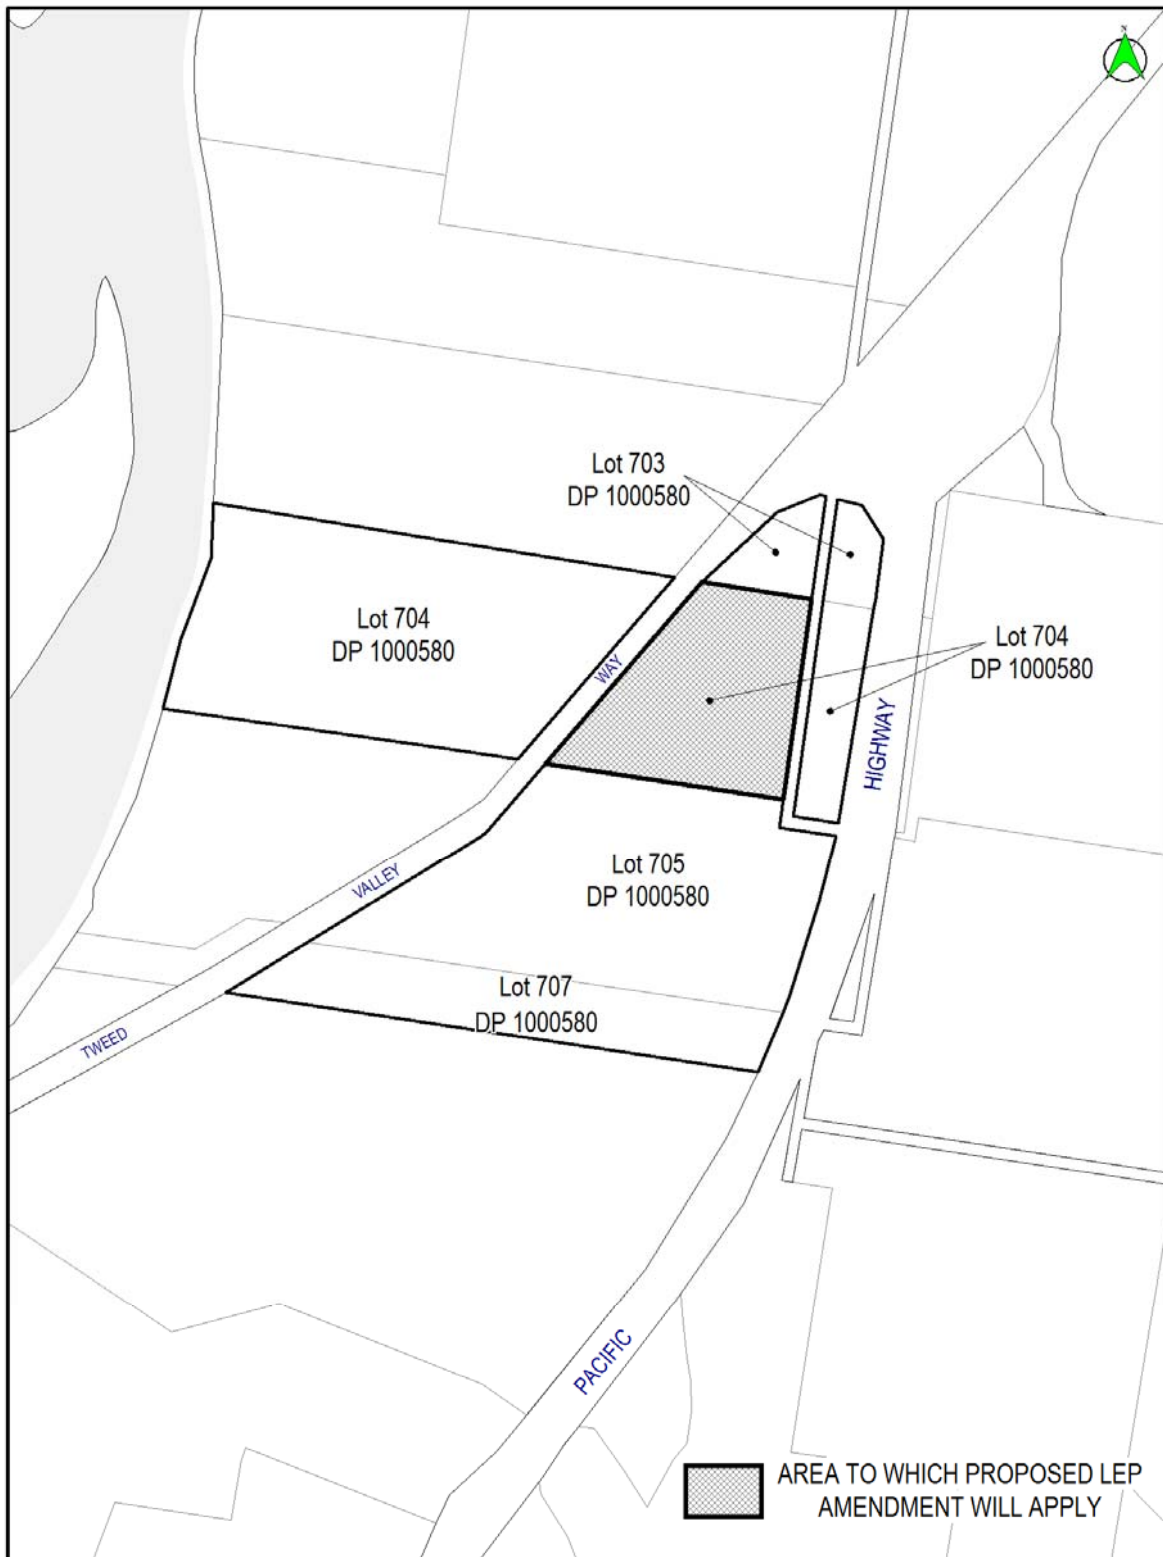 N
Lot 703
DP 1000580
Lot 704
DP 1000580
WAY
Lot 704
DP 1000580
HIGHWAY
Lot 705
DP 1000580
VALLEY
Lot 707
DP 1000580
TWEED
PACIFIC
AREA TO WHICH PROPOSED LEP
AMENDMENT WILL APPLY